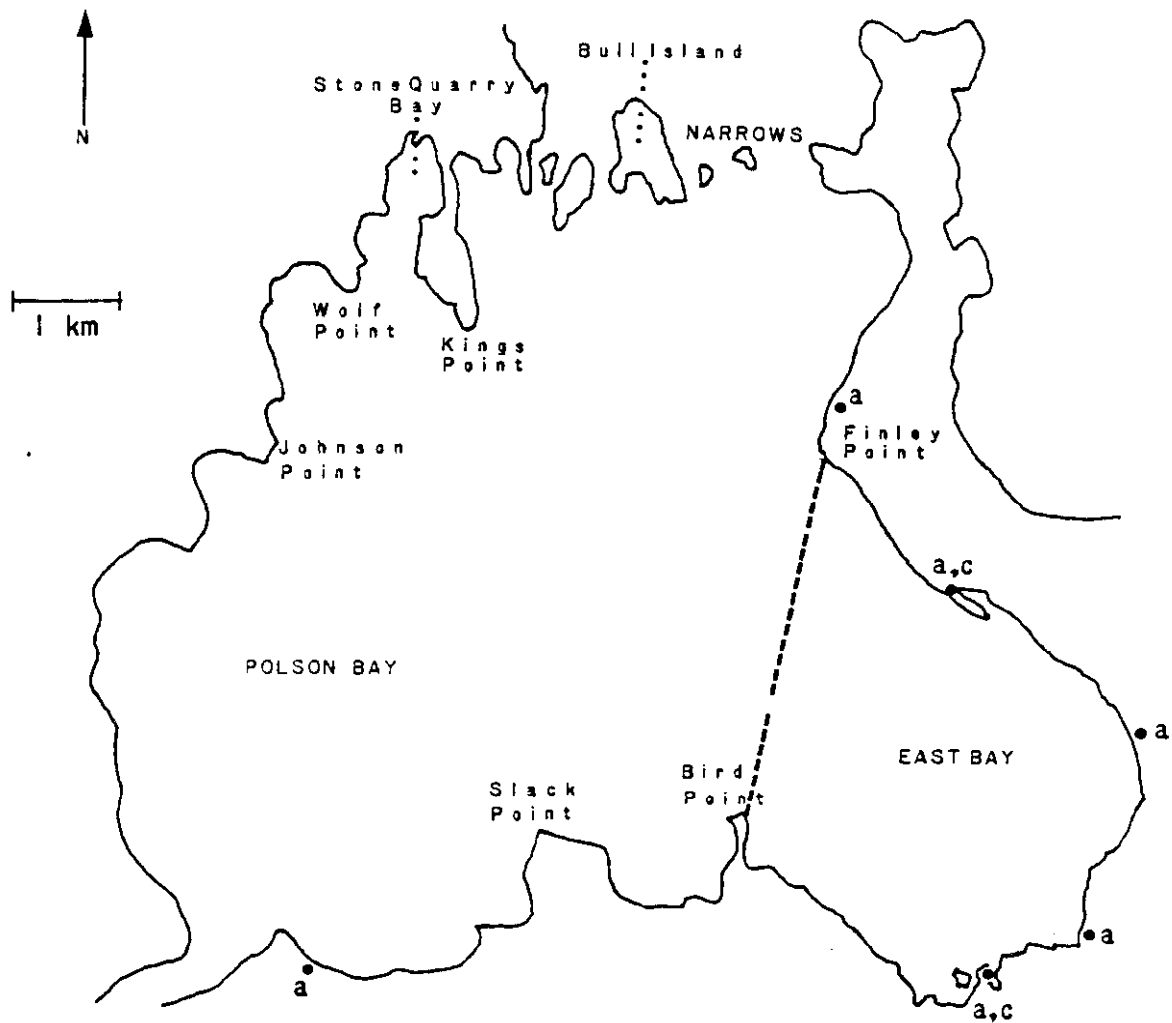 Bull Island
Stone Quarry
Bay
N
NARROWS
Wolf
Point
1 km
Kings
Point
a
Finley
Point
Johnson
Point
a,c
POLSON BAY
a
EAST BAY
Bird
Point
Slack
Point
a
a
a,c